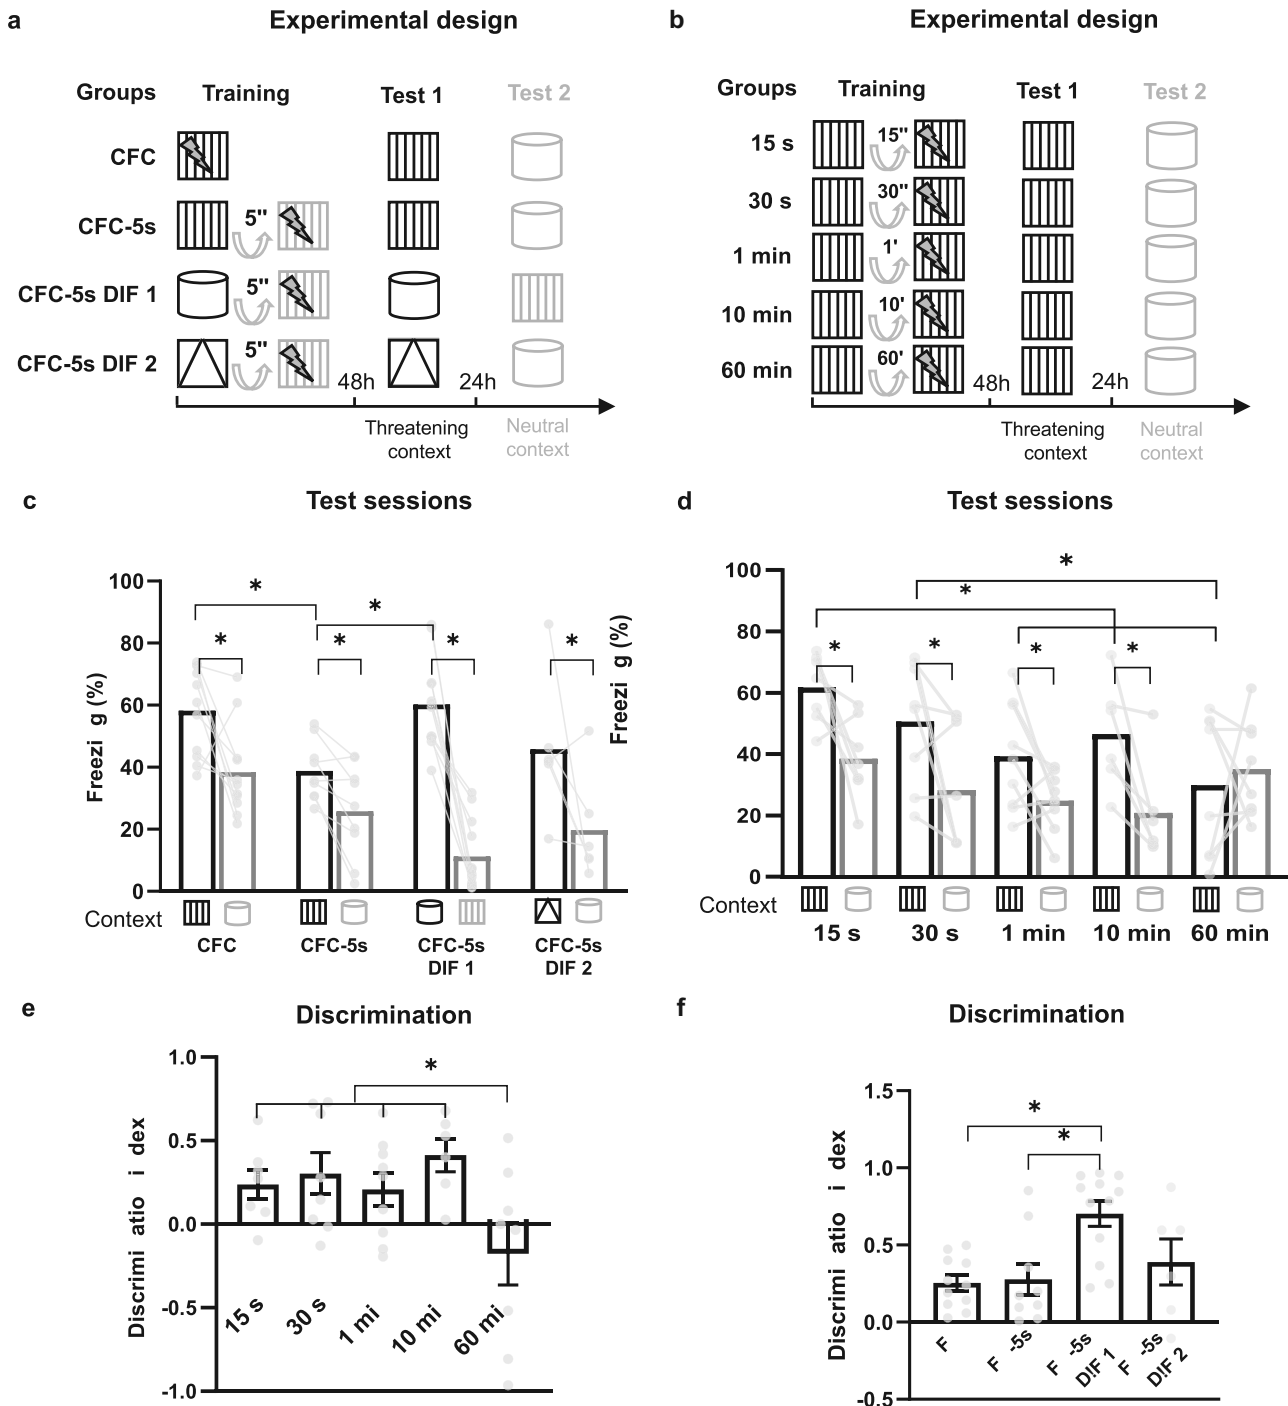 a Experimental design
Groups Training Test 1 Test 2
CFC
CFC-5s 5"
CFC-5s DIF 1 5"
CFC-5s DIF 2 5"
48h 24h
Threatening context
Neutral context
b Experimental design
Groups Training Test 1 Test 2
15 s 15"
30 s 30"
1 min 1'
10 min 10'
60 min 60'
48h 24h
Threatening context
Neutral context
c Test sessions
Freezi g (%)
100
80
60
40
20
0
* * * * * *
Context
CFC CFC-5s CFC-5s DIF 1 CFC-5s DIF 2
d Test sessions
Freezi g (%)
100
80
60
40
20
0
* * * * * *
Context
15 s 30 s 1 min 10 min 60 min
e Discrimination
Discrimi atio i dex
1.0
0.5
0.0
-0.5
-1.0
*
15 s 30 s 1 mi 10 mi 60 mi
f Discrimination
Discrimi atio i dex
1.5
1.0
0.5
0.0
-0.5
* *
F F -5s F -5s DIF 1 F -5s DIF 2